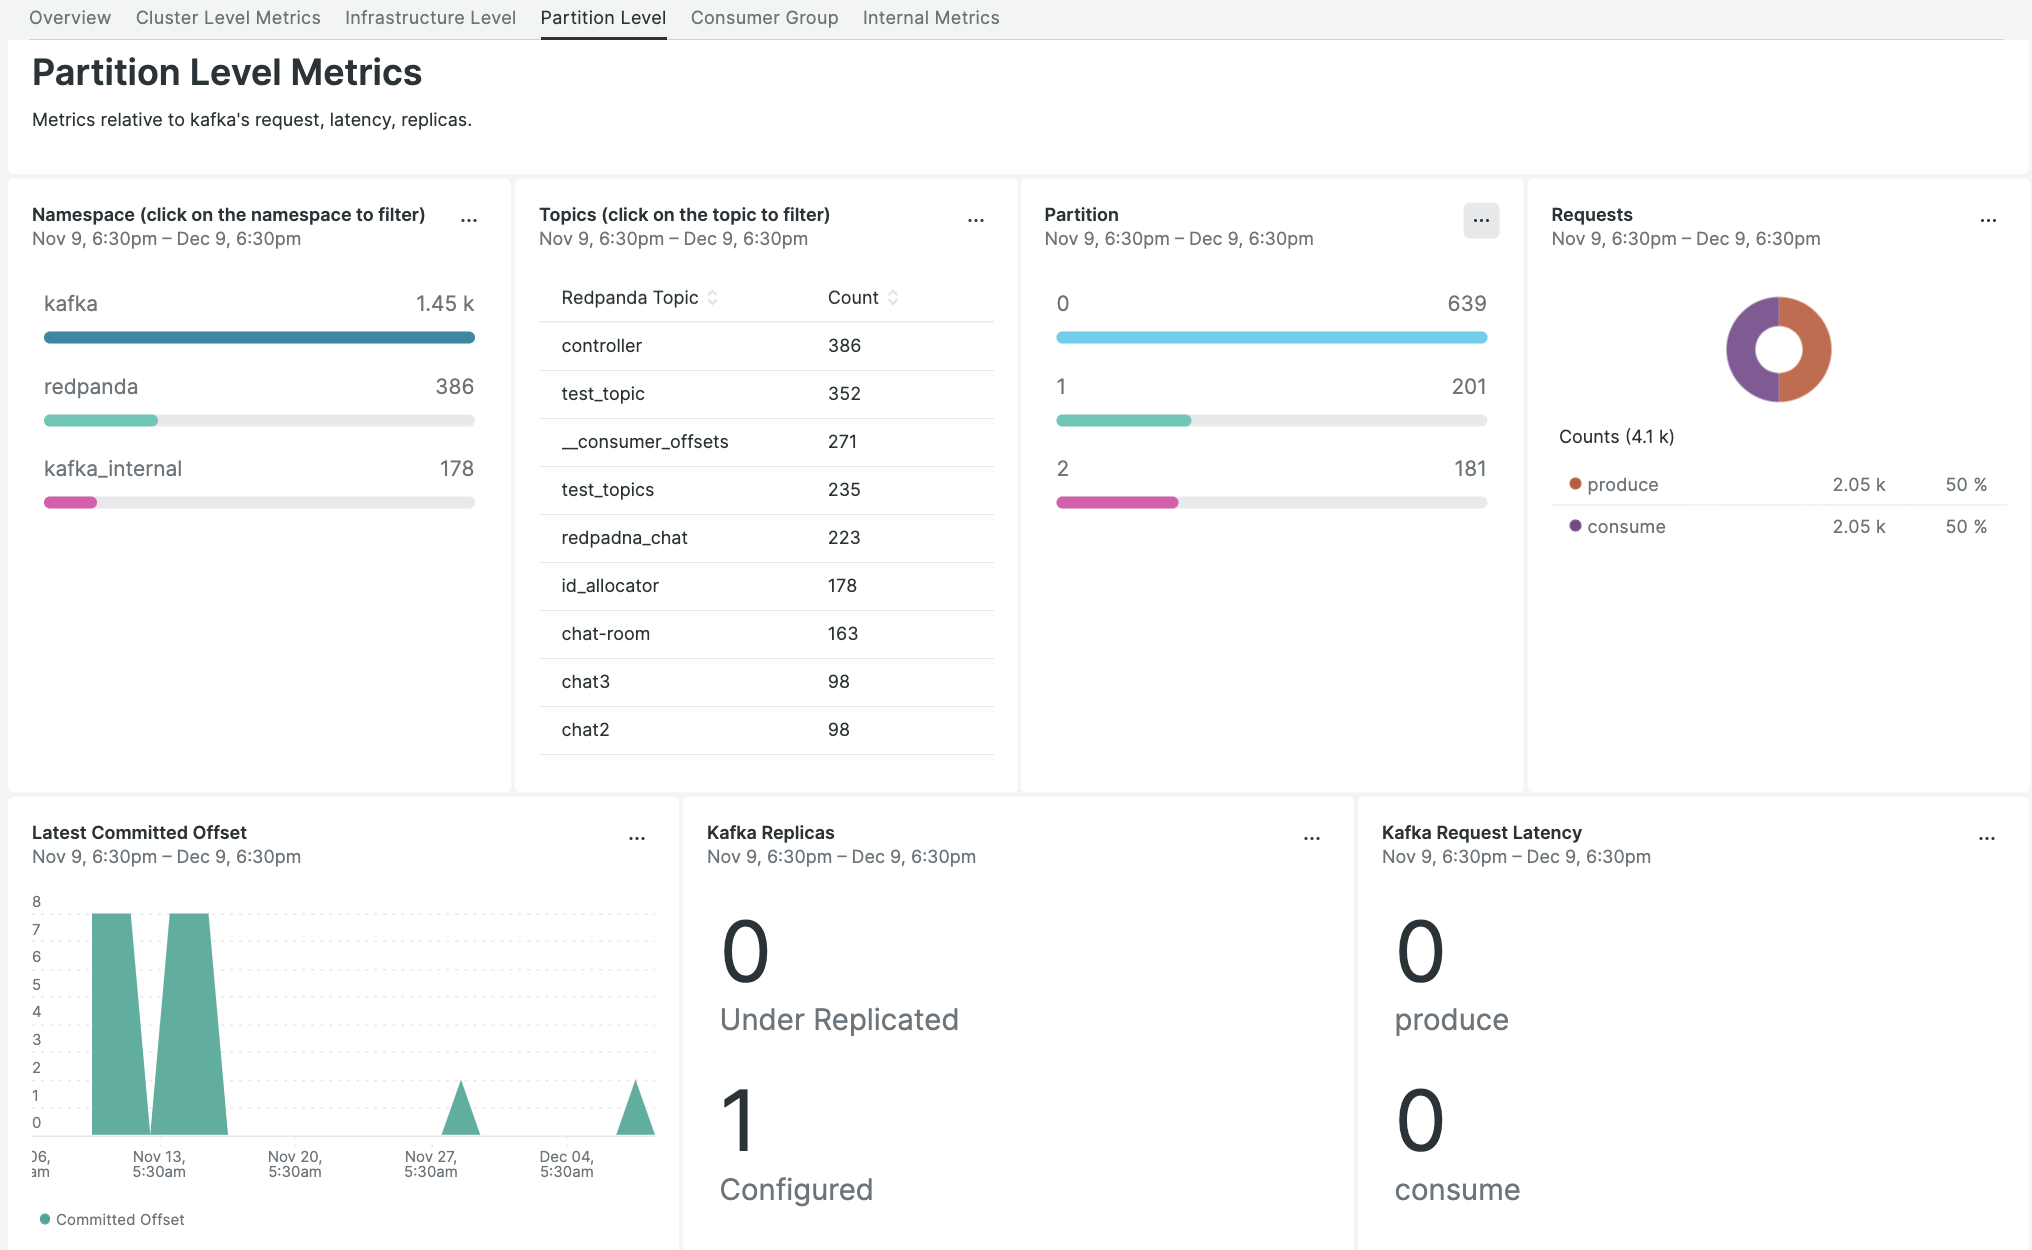 Overview Cluster Level Metrics Infrastructure Level Partition Level Consumer Group Internal Metrics
Partition Level Metrics
Metrics relative to kafka's request, latency, replicas.
Namespace (click on the namespace to filter) ...
Nov 9, 6:30pm – Dec 9, 6:30pm
kafka 1.45 k
redpanda 386
kafka_internal 178
Topics (click on the topic to filter) ...
Nov 9, 6:30pm – Dec 9, 6:30pm
Redpanda Topic Count
controller 386
test_topic 352
__consumer_offsets 271
test_topics 235
redpadna_chat 223
id_allocator 178
chat-room 163
chat3 98
chat2 98
Partition ...
Nov 9, 6:30pm – Dec 9, 6:30pm
0 639
1 201
2 181
Requests ...
Nov 9, 6:30pm – Dec 9, 6:30pm
Counts (4.1 k)
produce 2.05 k 50 %
consume 2.05 k 50 %
Latest Committed Offset ...
Nov 9, 6:30pm – Dec 9, 6:30pm
8
7
6
5
4
3
2
1
0
06, Nov 13, Nov 20, Nov 27, Dec 04,
am 5:30am 5:30am 5:30am 5:30am
Committed Offset
Kafka Replicas ...
Nov 9, 6:30pm – Dec 9, 6:30pm
0
Under Replicated
1
Configured
Kafka Request Latency ...
Nov 9, 6:30pm – Dec 9, 6:30pm
0
produce
0
consume